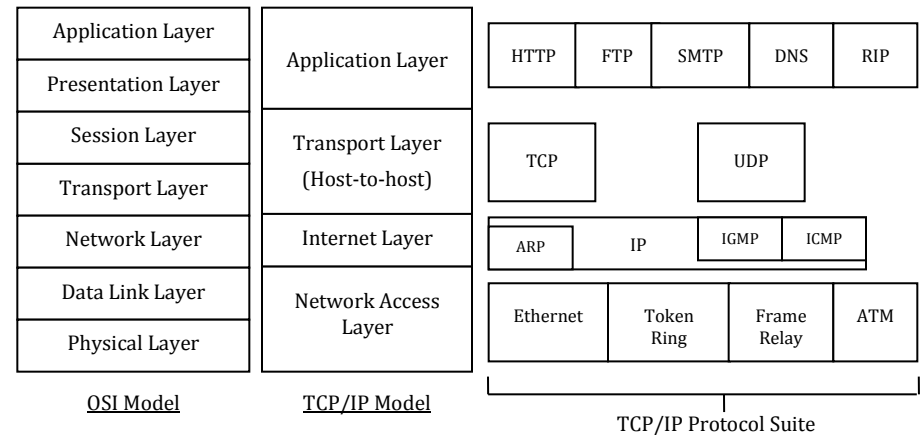 Application Layer
Presentation Layer
Session Layer
Transport Layer
Network Layer
Data Link Layer
Physical Layer
OSI Model
Application Layer
Transport Layer
(Host-to-host)
Internet Layer
Network Access
Layer
TCP/IP Model
HTTP FTP SMTP DNS RIP
TCP UDP
ARP IP IGMP ICMP
Ethernet Token Frame ATM
Ring Relay
TCP/IP Protocol Suite